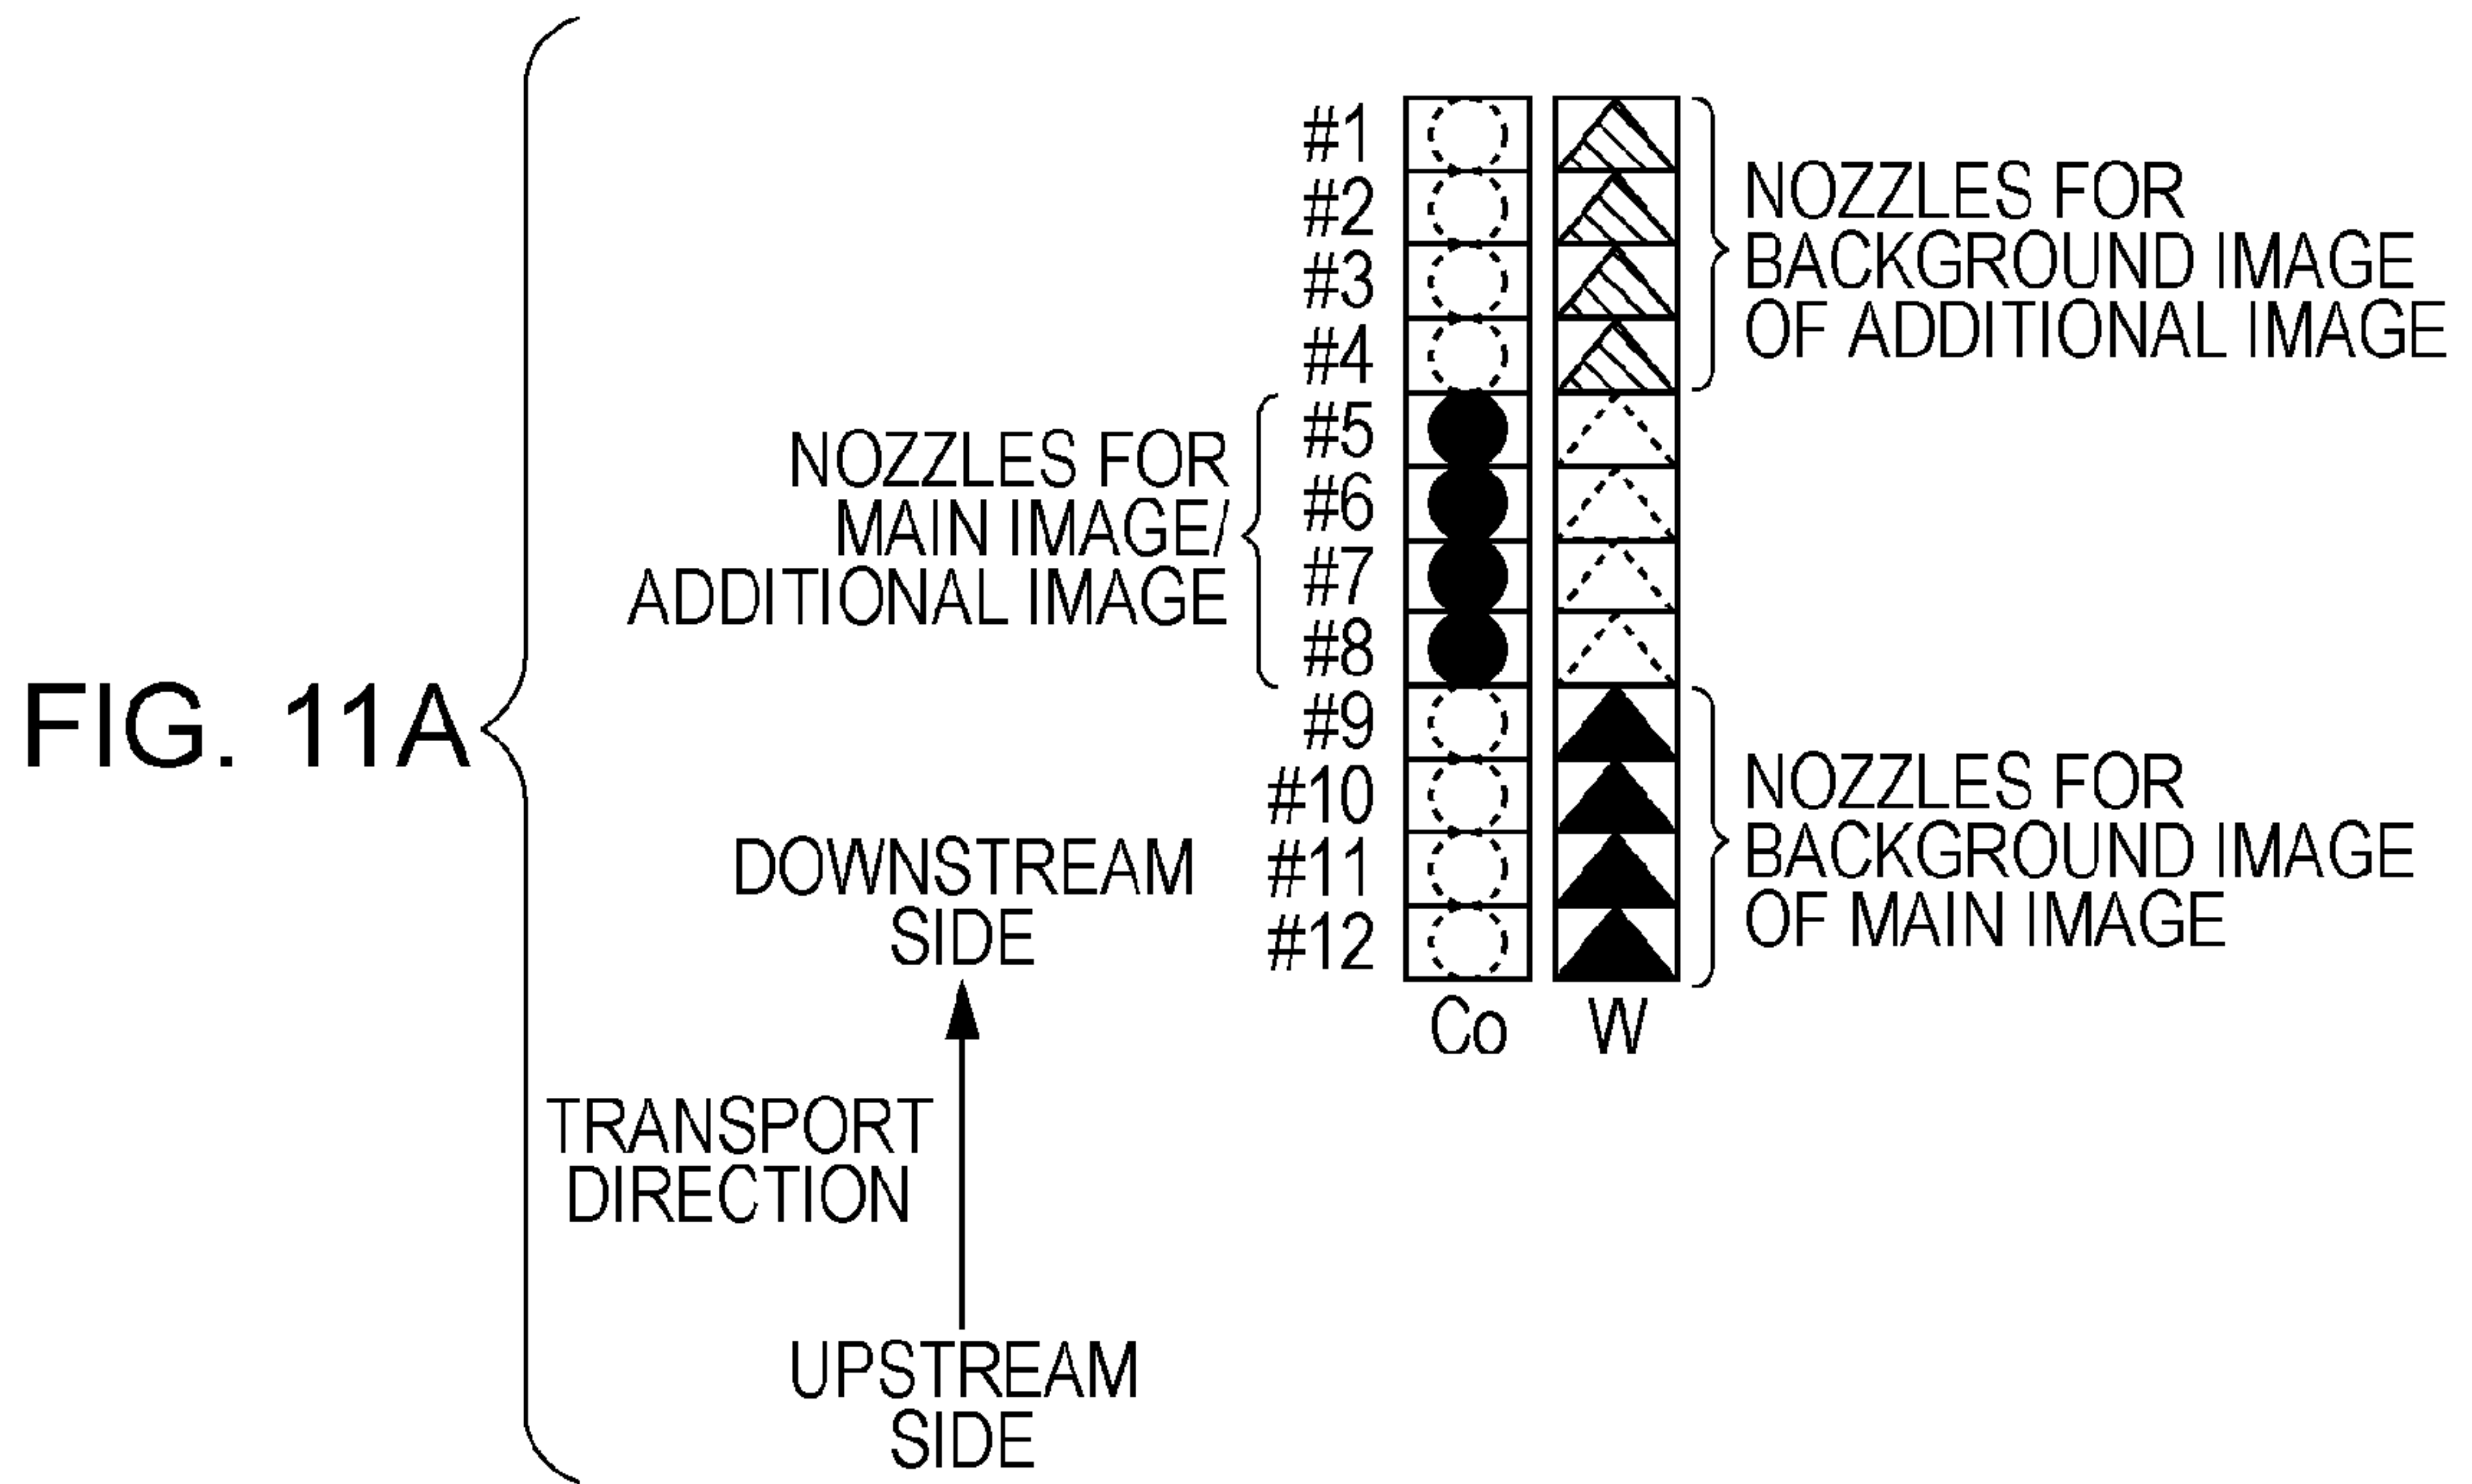 FIG. 11A
#1
#2
#3
#4
#5
#6
#7
#8
#9
#10
#11
#12
Co
W
NOZZLES FOR
BACKGROUND IMAGE
OF ADDITIONAL IMAGE
NOZZLES FOR
MAIN IMAGE/
ADDITIONAL IMAGE
NOZZLES FOR
BACKGROUND IMAGE
OF MAIN IMAGE
DOWNSTREAM
SIDE
TRANSPORT
DIRECTION
UPSTREAM
SIDE